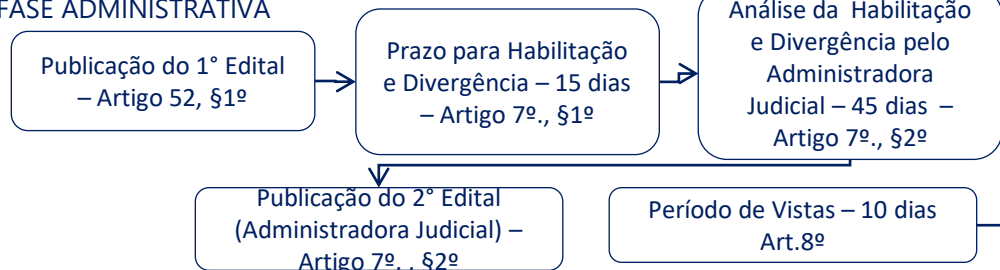 FASE ADMINISTRATIVA
Publicação do 1° Edital
– Artigo 52, §1º
Prazo para Habilitação
e Divergência – 15 dias
– Artigo 7º., §1º
Análise da Habilitação
e Divergência pelo
Administradora
Judicial – 45 dias –
Artigo 7º., §2º
Publicação do 2° Edital
(Administradora Judicial) –
Artigo 7º. , §2º
Período de Vistas – 10 dias
Art.8º